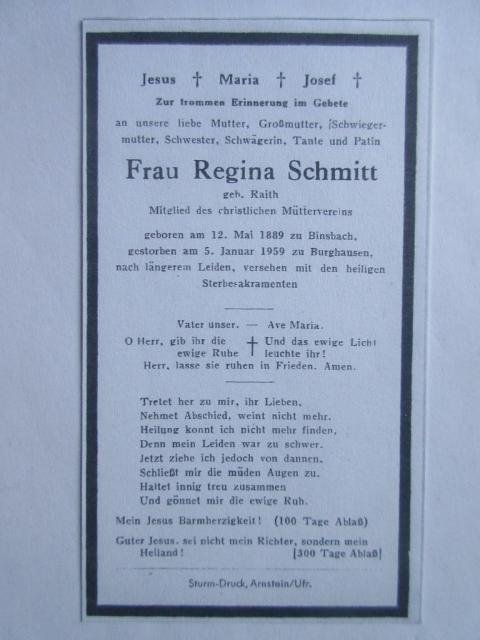 Jesus † Maria † Josef †
Zur frommen Erinnerung im Gebete
an unsere liebe Mutter, Großmutter, Schwieger-
mutter, Schwester, Schwägerin, Tante und Patin
Frau Regina Schmitt
geb. Raith
Mitglied des christlichen Müttervereins
geboren am 12. Mai 1889 zu Binsbach,
gestorben am 5. Januar 1959 zu Burghausen,
nach längerem Leiden, versehen mit den heiligen
Sterbesakramenten
Vater unser. — Ave Maria.
O Herr, gib ihr die † Und das ewige Licht
ewige Ruhe leuchte ihr!
Herr, lasse sie ruhen in Frieden. Amen.
Tretet her zu mir, ihr Lieben,
Nehmet Abschied, weint nicht mehr.
Heilung konnt ich nicht mehr finden,
Denn mein Leiden war zu schwer.
Jetzt ziehe ich jedoch von dannen,
Schließt mir die müden Augen zu.
Haltet innig treu zusammen
Und gönnet mir die ewige Ruh.
Mein Jesus Barmherzigkeit! (100 Tage Ablaß)
Guter Jesus, sei nicht mein Richter, sondern mein
Heiland! [300 Tage Ablaß]
Sturm-Druck, Arnstein/Ufr.